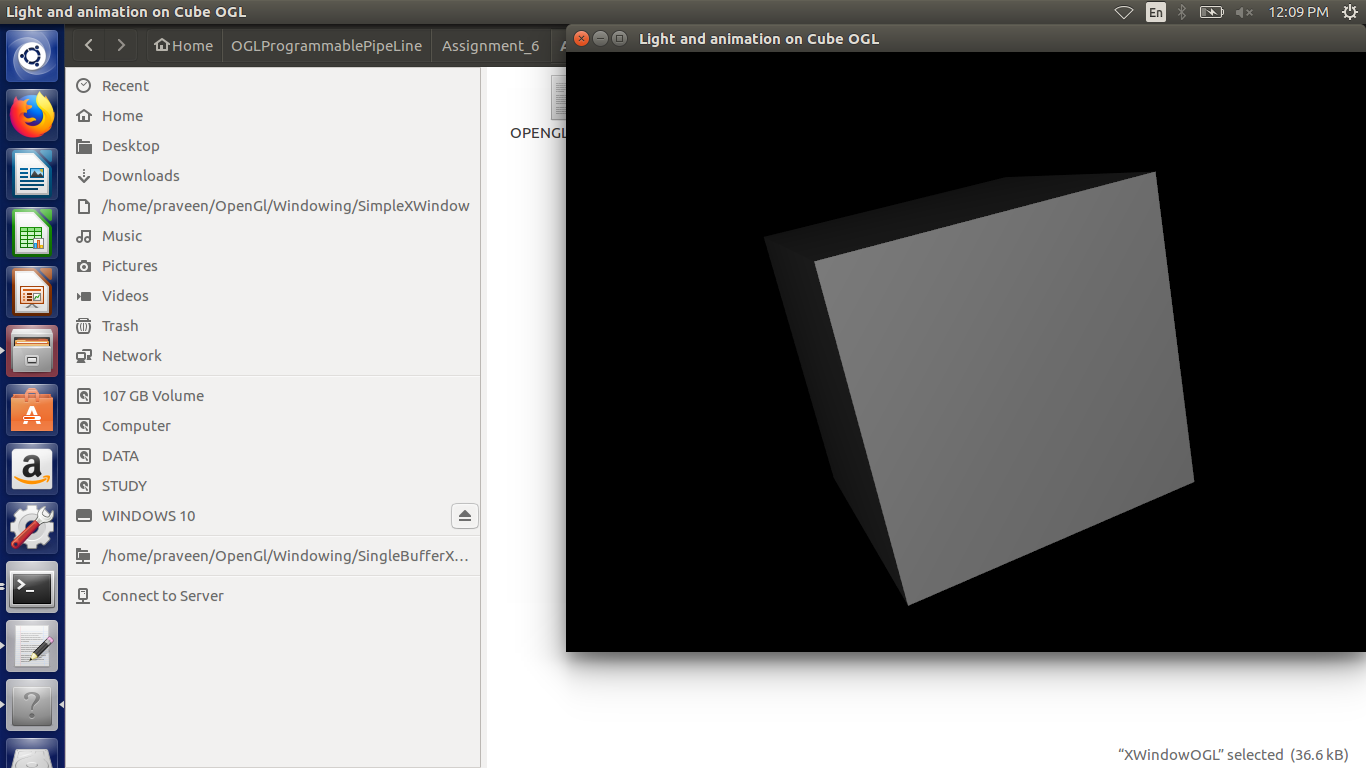 Light and animation on Cube OGL
En
12:09 PM
Home
OGLProgrammablePipeLine
Assignment_6
Light and animation on Cube OGL
Recent
Home
Desktop
Downloads
/home/praveen/OpenGl/Windowing/SimpleXWindow
Music
Pictures
Videos
Trash
Network
107 GB Volume
Computer
DATA
STUDY
WINDOWS 10
/home/praveen/OpenGl/Windowing/SingleBufferX…
Connect to Server
OPENGL
“XWindowOGL” selected (36.6 kB)